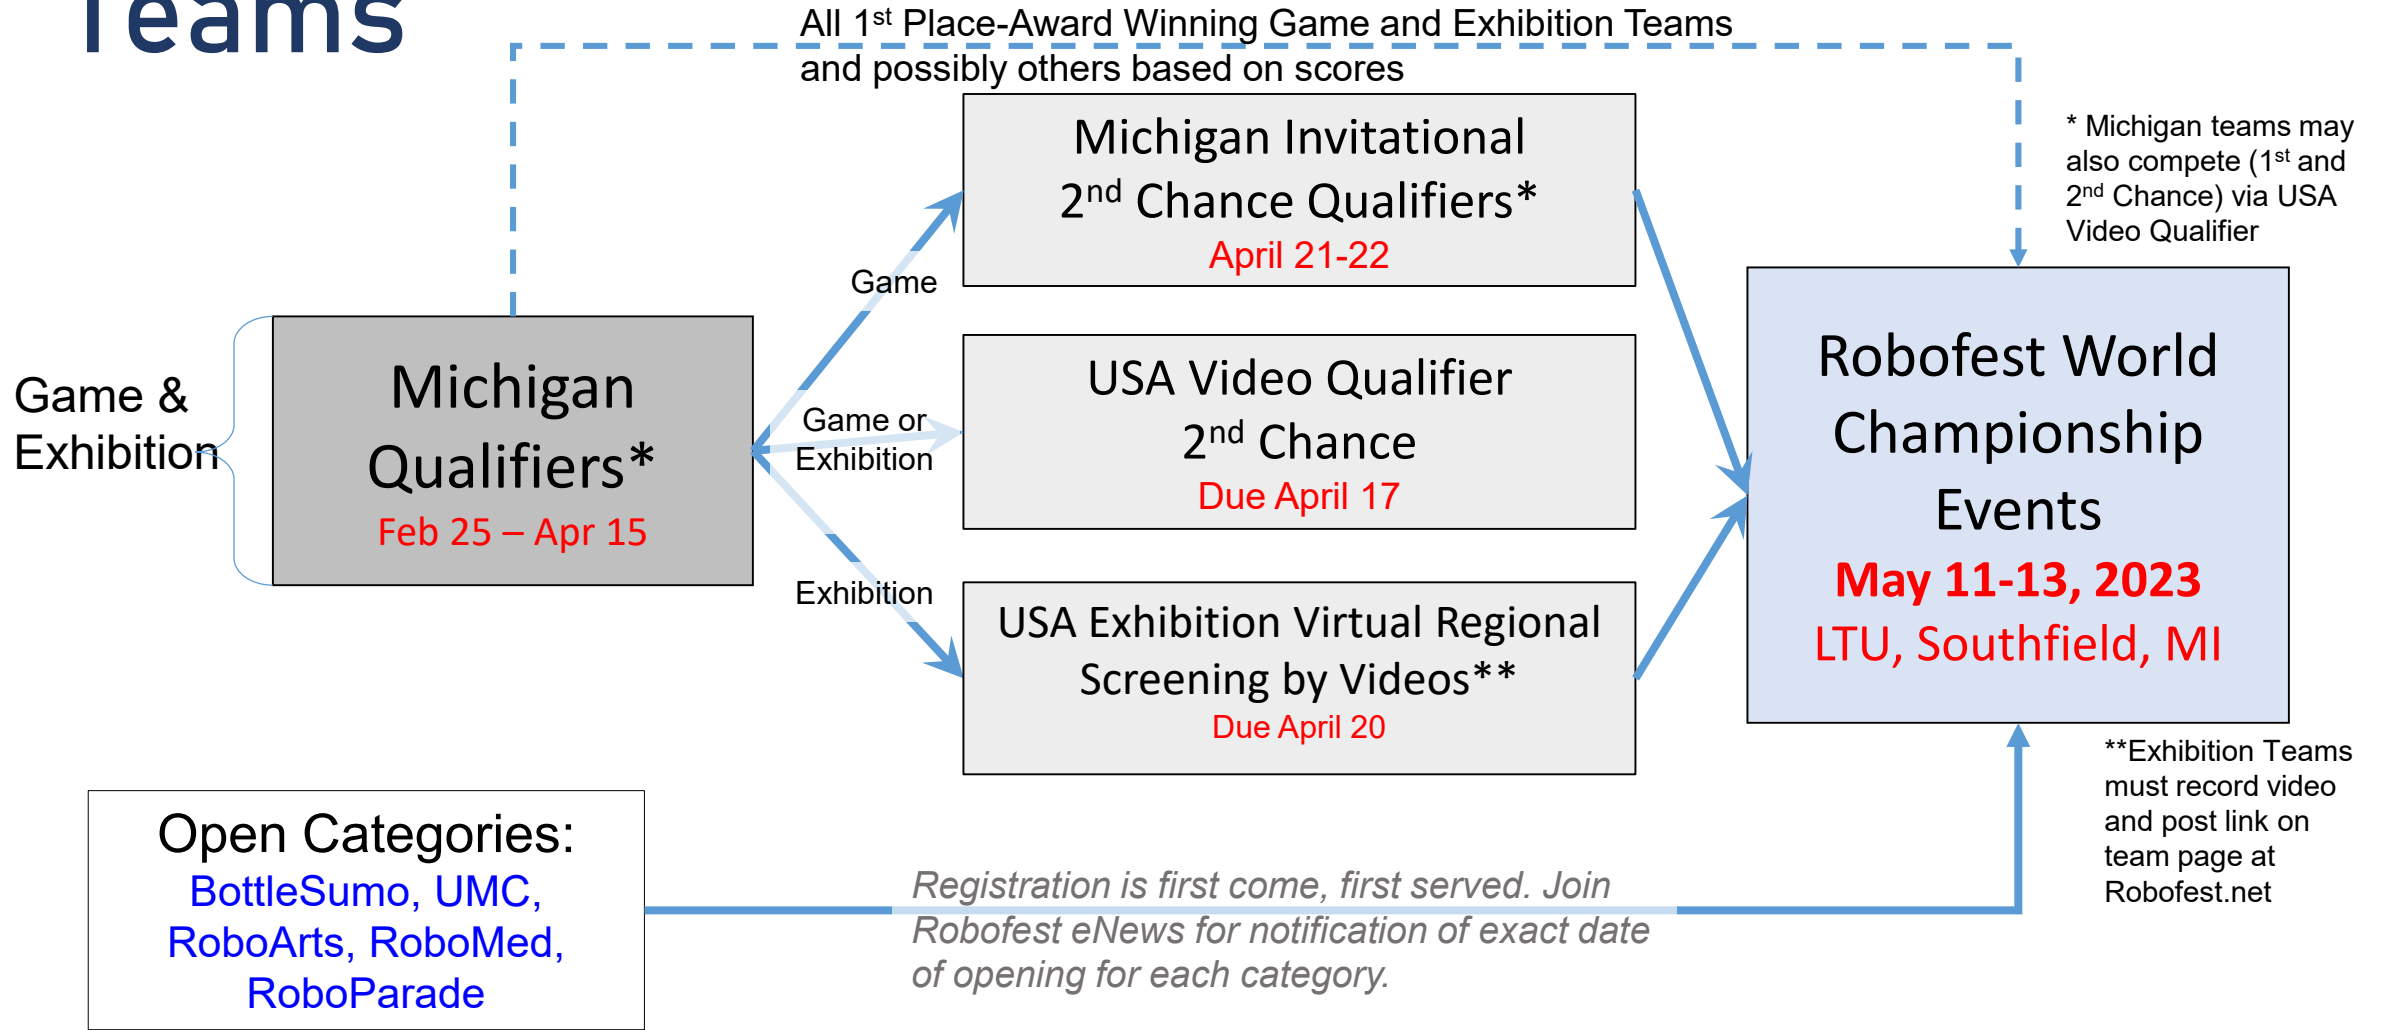 Teams
All 1st Place-Award Winning Game and Exhibition Teams
and possibly others based on scores
Michigan Invitational
2nd Chance Qualifiers*
April 21-22
* Michigan teams may
also compete (1st and
2nd Chance) via USA
Video Qualifier
Game
Game &
Exhibition
Michigan
Qualifiers*
Feb 25 – Apr 15
Game or
Exhibition
USA Video Qualifier
2nd Chance
Due April 17
Robofest World
Championship
Events
May 11-13, 2023
LTU, Southfield, MI
Exhibition
USA Exhibition Virtual Regional
Screening by Videos**
Due April 20
**Exhibition Teams
must record video
and post link on
team page at
Robofest.net
Open Categories:
BottleSumo, UMC,
RoboArts, RoboMed,
RoboParade
Registration is first come, first served. Join
Robofest eNews for notification of exact date
of opening for each category.